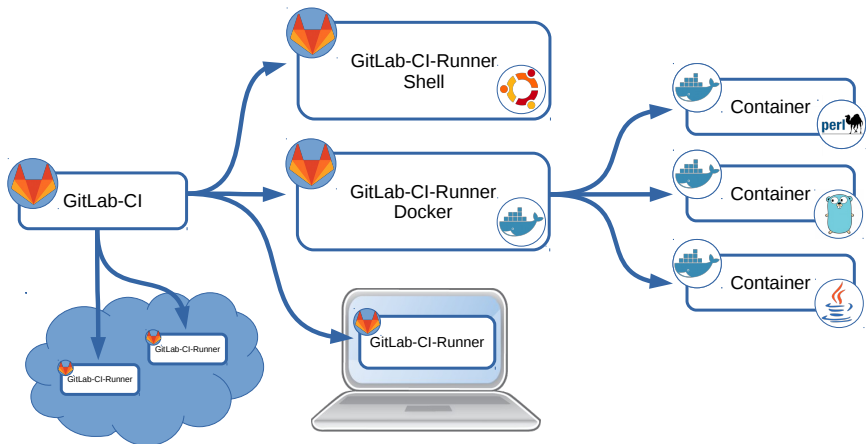 GitLab-CI-Runner
Shell
GitLab-CI
GitLab-CI-Runner
Docker
Container
perl
Container
Container
GitLab-CI-Runner
GitLab-CI-Runner
GitLab-CI-Runner